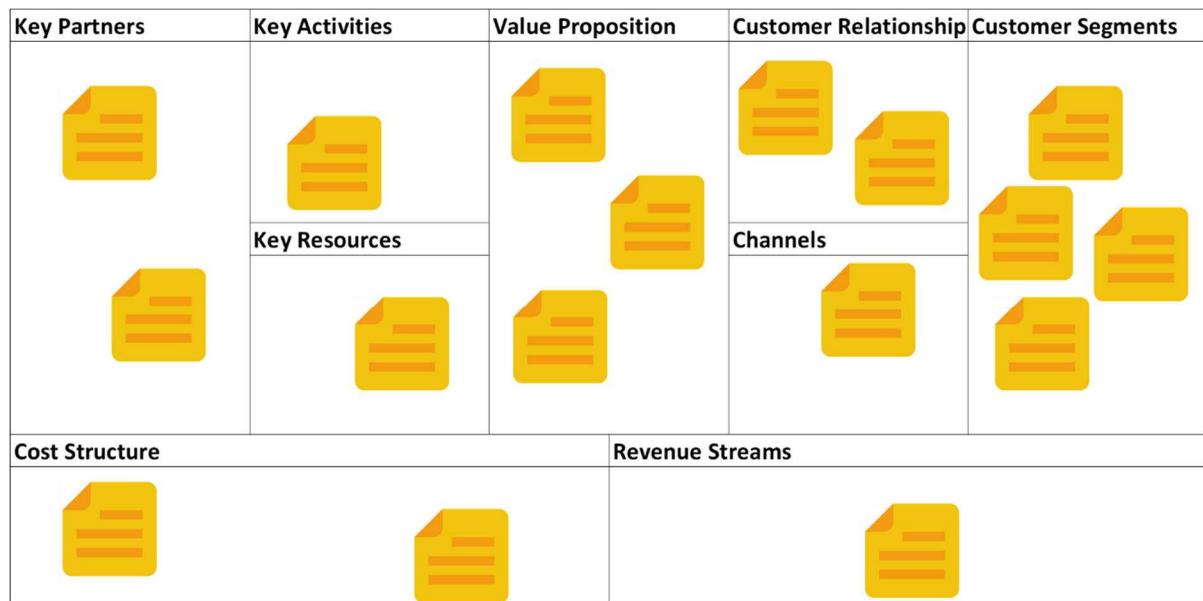 Key Partners
Key Activities
Value Proposition
Customer Relationship
Customer Segments
Key Resources
Channels
Cost Structure
Revenue Streams